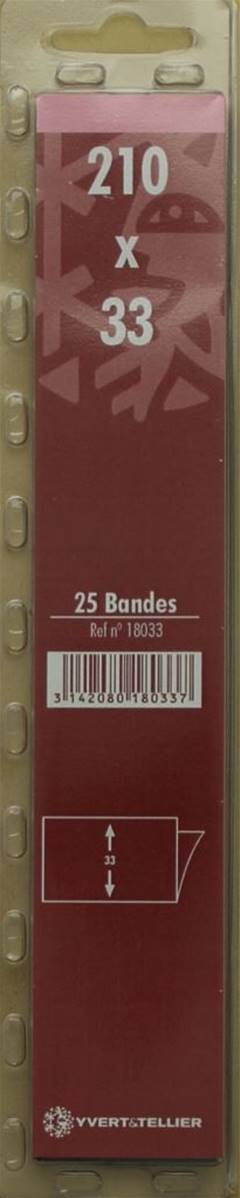 210
x
33
25 Bandes
Ref n° 18033
3 142080 180337
33
YVERT&TELLIER